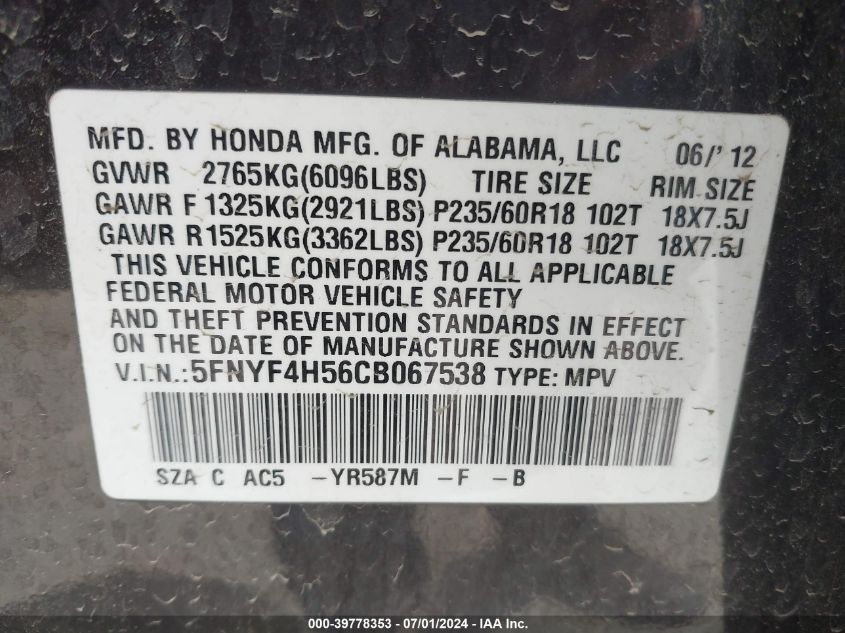 MFD. BY HONDA MFG. OF ALABAMA, LLC 06/'12
GVWR 2765KG(6096LBS) TIRE SIZE RIM SIZE
GAWR F 1325KG(2921LBS) P235/60R18 102T 18X7.5J
GAWR R1525KG(3362LBS) P235/60R18 102T 18X7.5J
THIS VEHICLE CONFORMS TO ALL APPLICABLE
FEDERAL MOTOR VEHICLE SAFETY
AND THEFT PREVENTION STANDARDS IN EFFECT
ON THE DATE OF MANUFACTURE SHOWN ABOVE.
V.I.N.:5FNYF4H56CB067538 TYPE: MPV
SZA C AC5 -YR587M -F -B
000-39778353 - 07/01/2024 - IAA Inc.